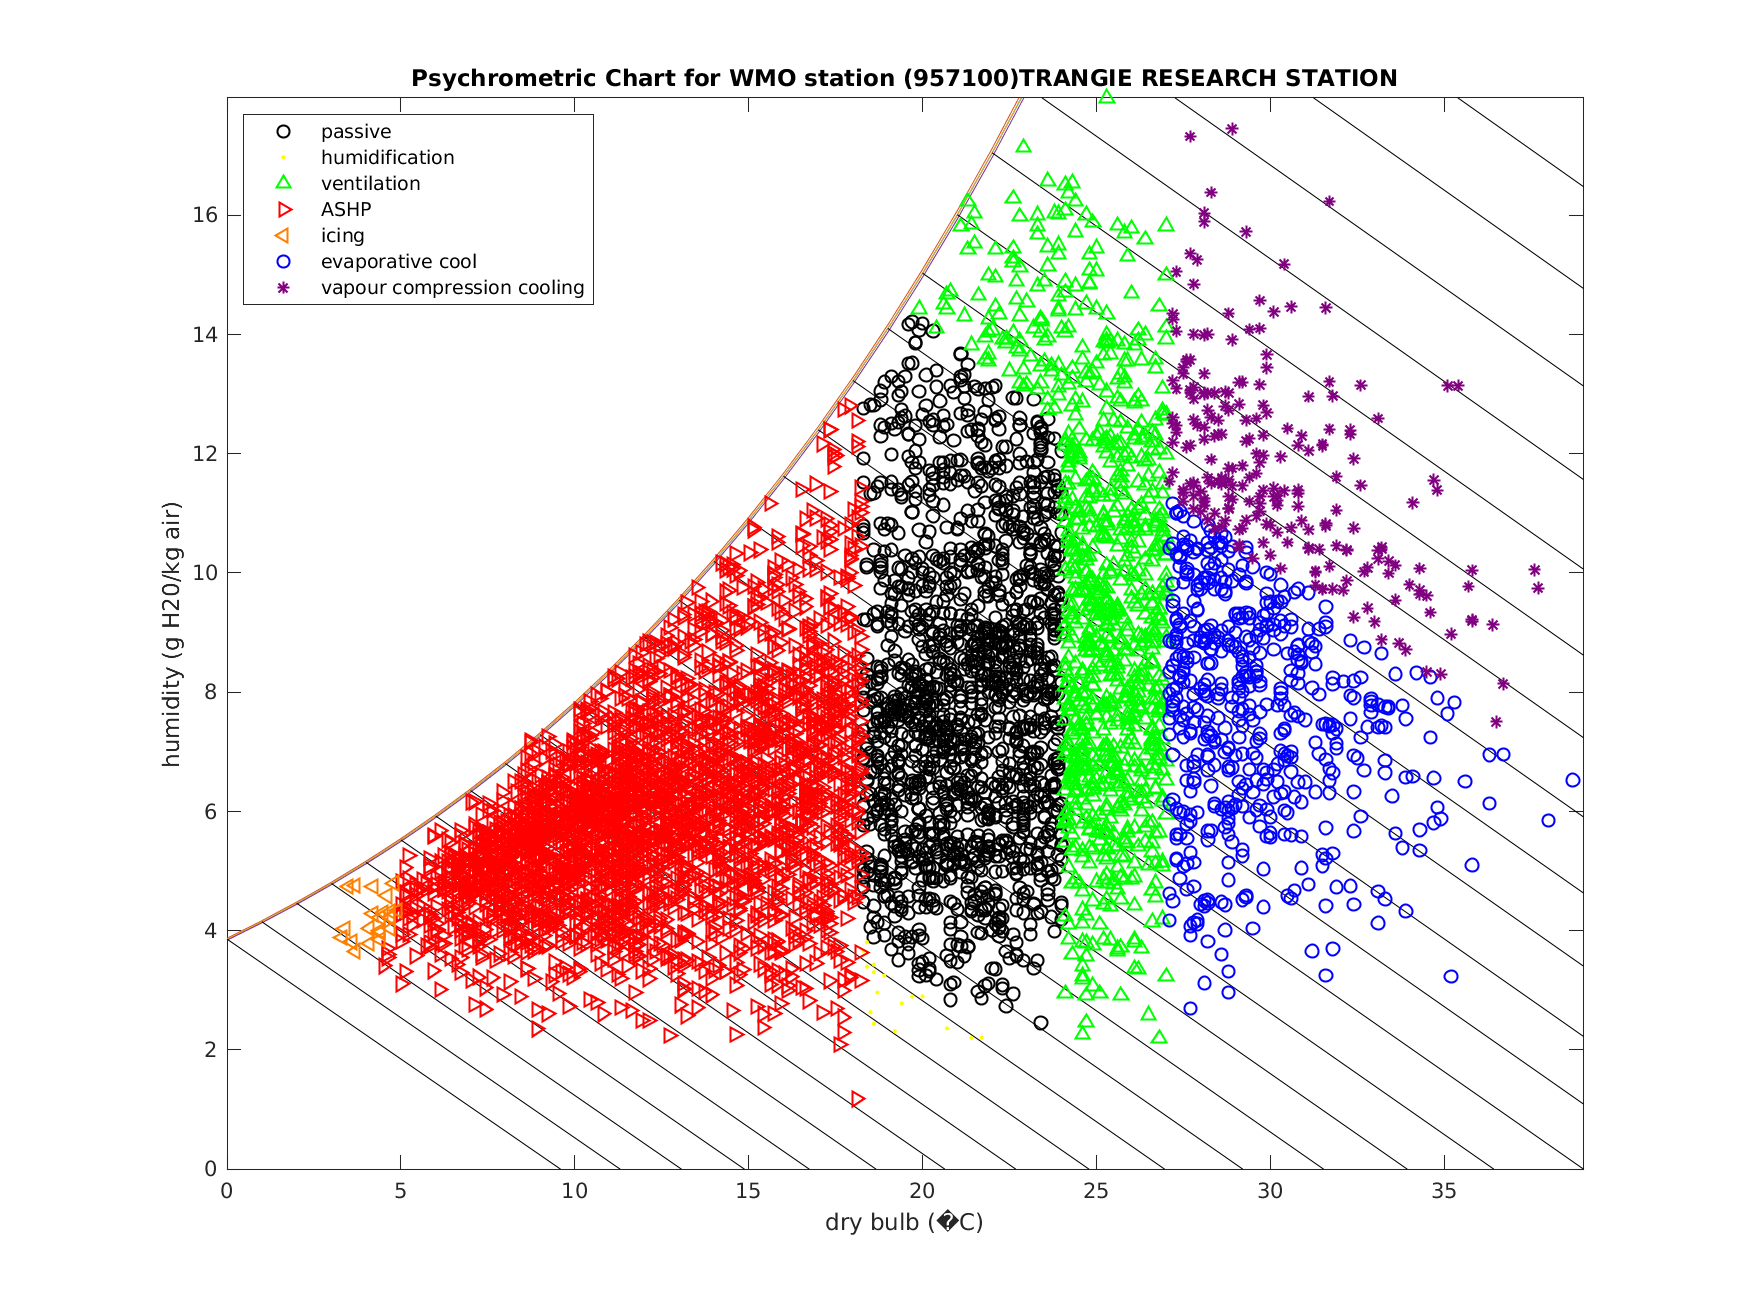 Psychrometric Chart for WMO station (957100)TRANGIE RESEARCH STATION
passive
humidification
ventilation
ASHP
icing
evaporative cool
vapour compression cooling
humidity (g H20/kg air)
16
14
12
10
8
6
4
2
0
0 5 10 15 20 25 30 35
dry bulb (�C)